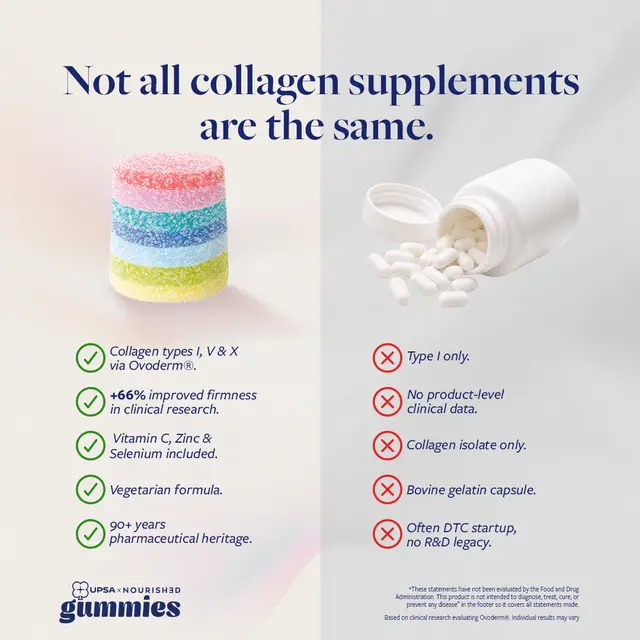 Not all collagen supplements
are the same.
Collagen types I, V & X
via Ovoderm®.
+66% improved firmness
in clinical research.
Vitamin C, Zinc &
Selenium included.
Vegetarian formula.
90+ years
pharmaceutical heritage.
Type I only.
No product-level
clinical data.
Collagen isolate only.
Bovine gelatin capsule.
Often DTC startup,
no R&D legacy.
UPSA x NOURISH3D
gummies
"These statements have not been evaluated by the Food and Drug
Administration. This product is not intended to diagnose, treat, cure, or
prevent any disease" in the footer so it covers all statements made.
Based on clinical research evaluating Ovoderm®. Individual results may vary